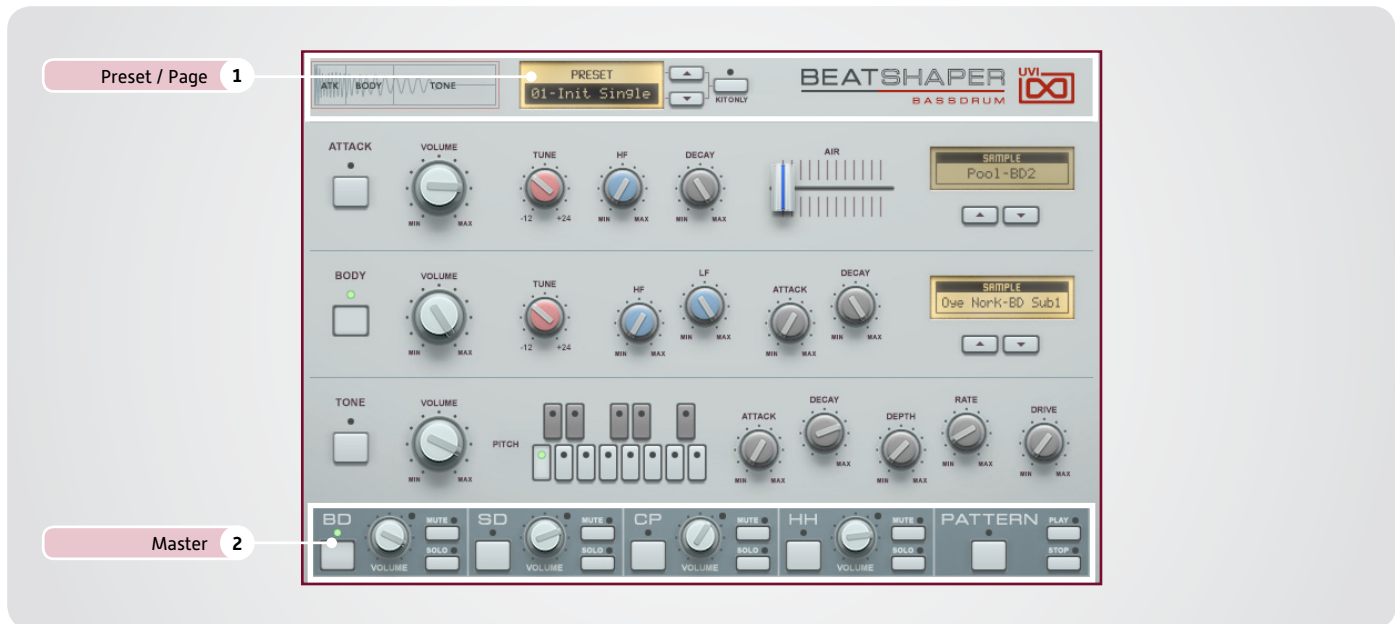 Preset / Page 1
ATK BODY TONE
PRESET
01-Init Single
KIT ONLY
BEATSHAPER
BASSDRUM
UVI
ATTACK
VOLUME
MIN MAX
TUNE
-12 +24
HF
MIN MAX
DECAY
MIN MAX
AIR
SAMPLE
Pool-BD2
BODY
VOLUME
MIN MAX
TUNE
-12 +24
HF
MIN MAX
LF
MIN MAX
ATTACK
MIN MAX
DECAY
MIN MAX
SAMPLE
Oye Nork-BD Sub1
TONE
VOLUME
MIN MAX
PITCH
ATTACK
MIN MAX
DECAY
MAX
DEPTH
MIN
RATE
MAX
DRIVE
MIN MAX
Master 2
BD
VOLUME
MUTE
SOLO
SD
VOLUME
MUTE
SOLO
CP
VOLUME
MUTE
SOLO
HH
VOLUME
MUTE
SOLO
PATTERN
PLAY
STOP